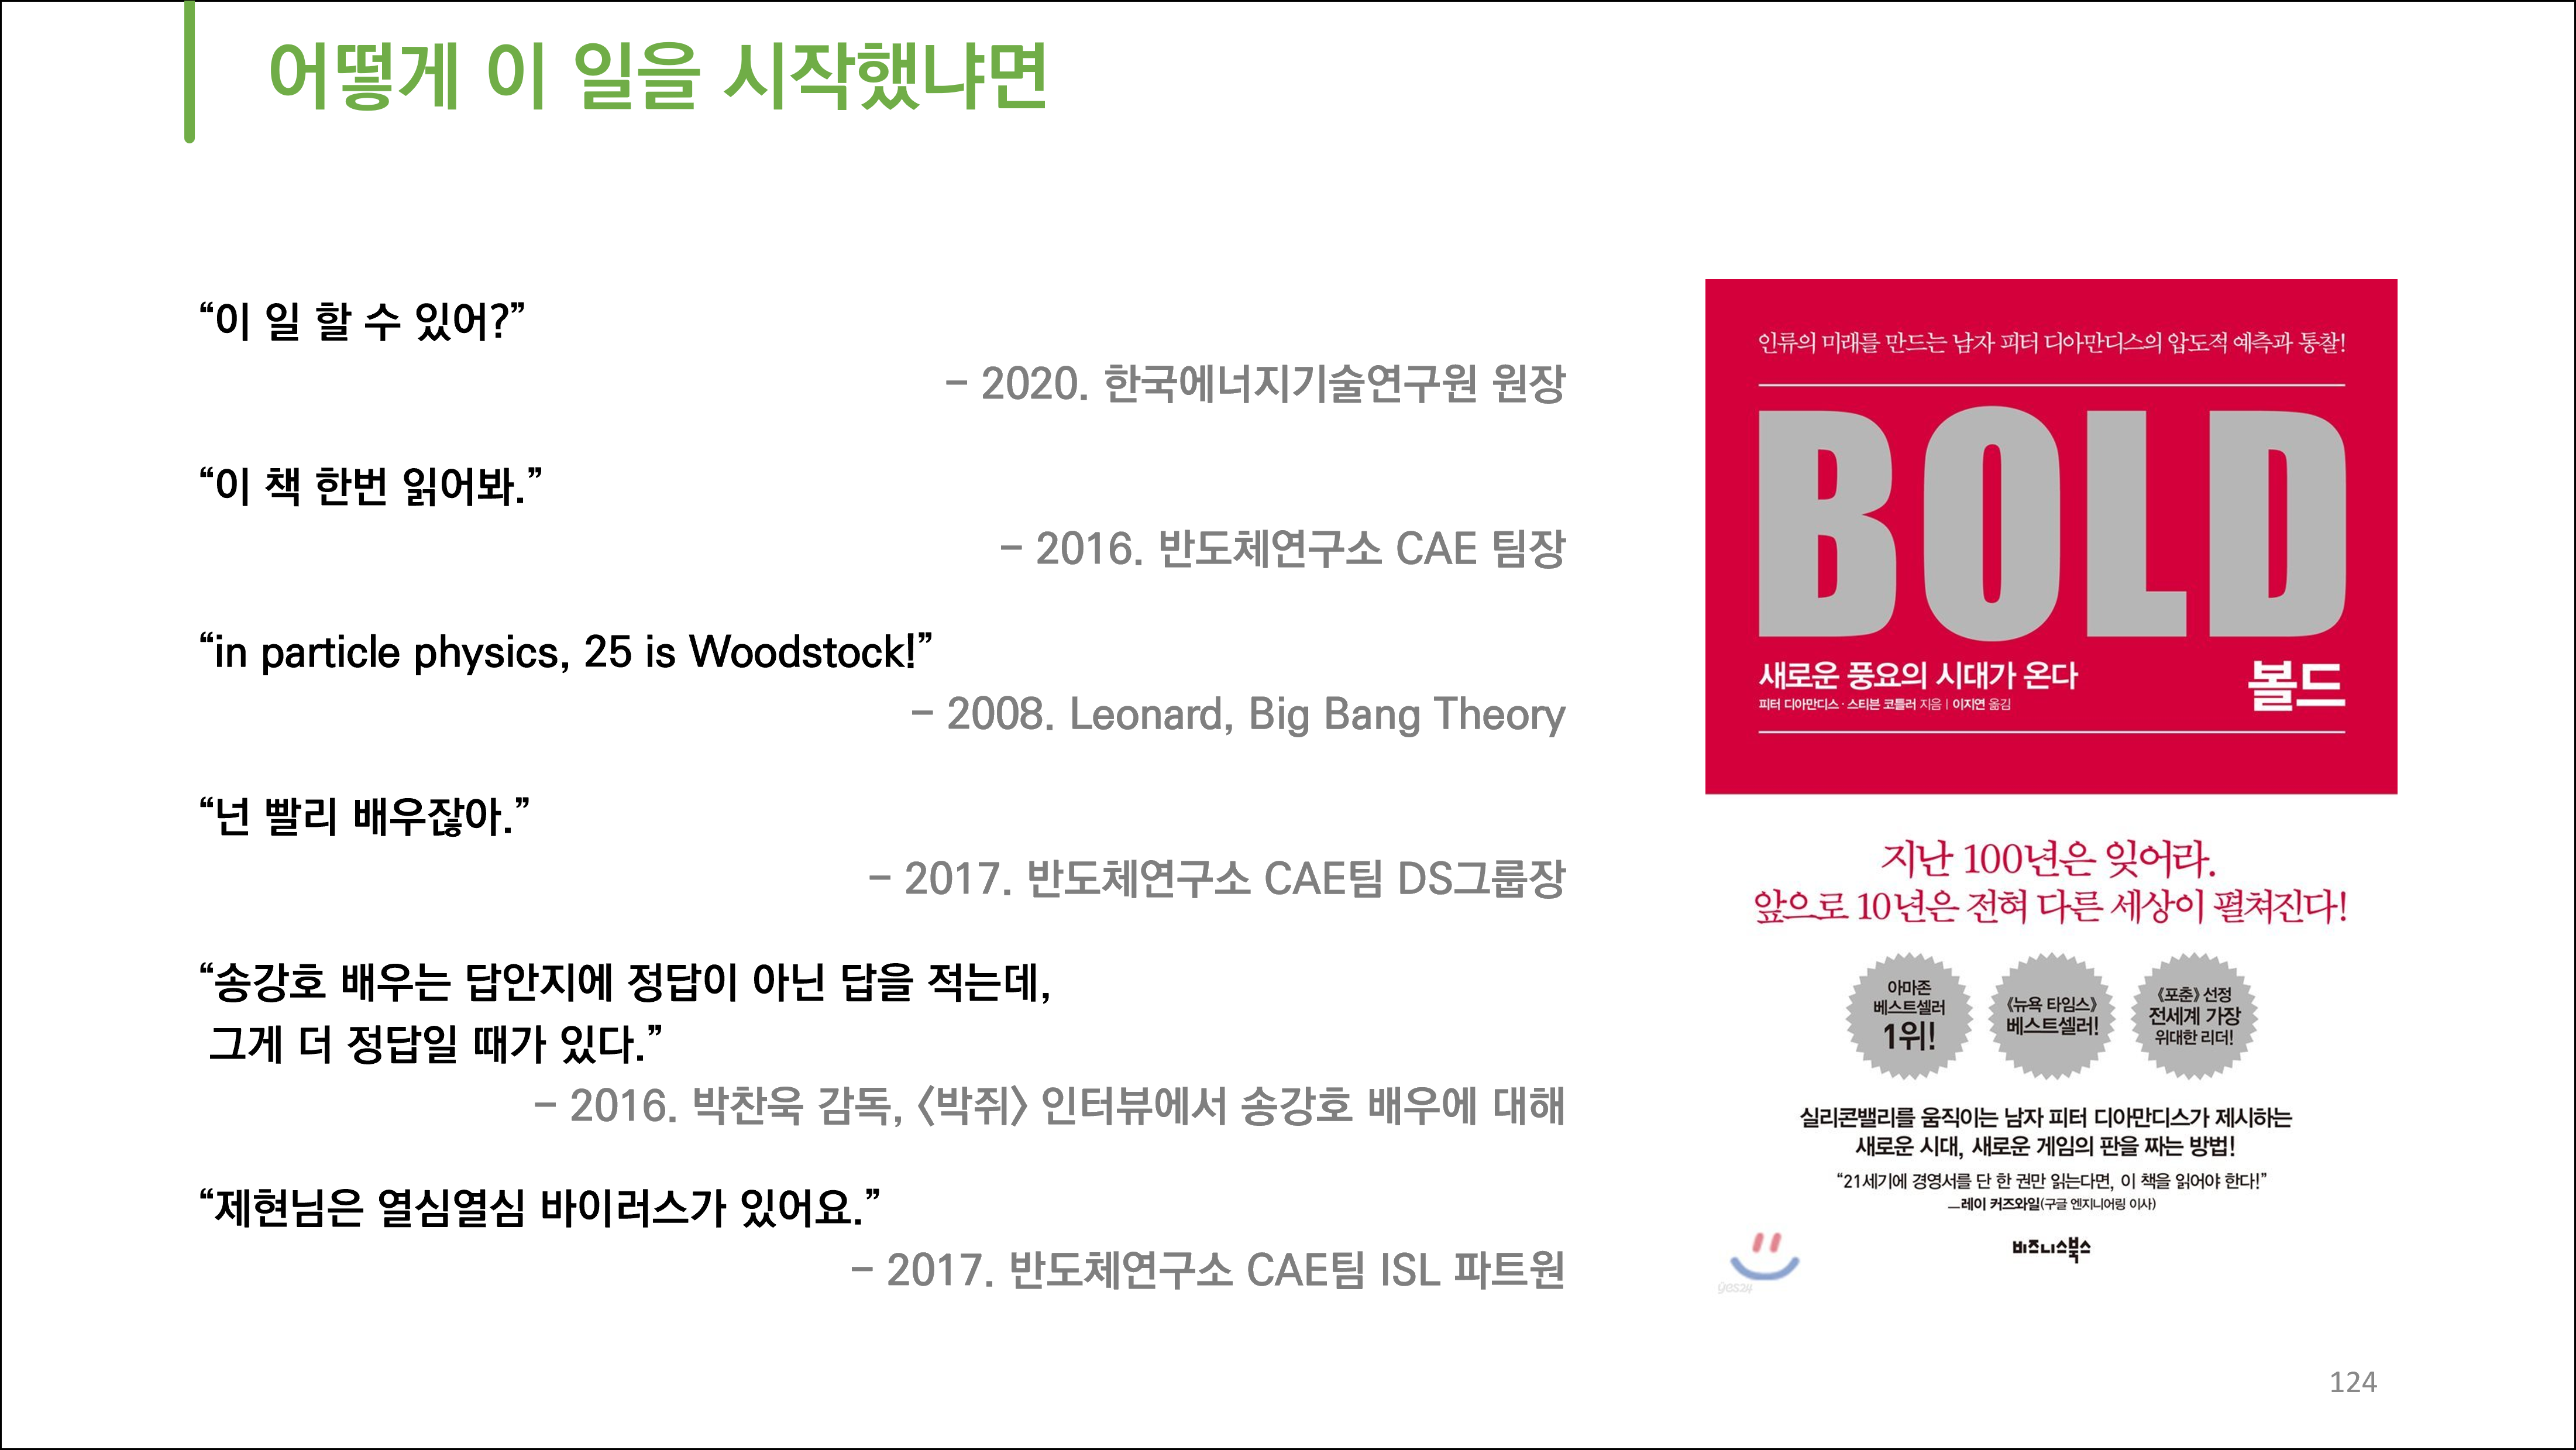 어떻게 이 일을 시작했냐면
“이 일 할 수 있어?”
– 2020. 한국에너지기술연구원 원장
“이 책 한번 읽어봐.”
– 2016. 반도체연구소 CAE 팀장
“in particle physics, 25 is Woodstock!”
– 2008. Leonard, Big Bang Theory
“넌 빨리 배우잖아.”
– 2017. 반도체연구소 CAE팀 DS그룹장
“송강호 배우는 답안지에 정답이 아닌 답을 적는데,
그게 더 정답일 때가 있다.”
– 2016. 박찬욱 감독, <박쥐> 인터뷰에서 송강호 배우에 대해
“제현님은 열심열심 바이러스가 있어요.”
– 2017. 반도체연구소 CAE팀 ISL 파트원
인류의 미래를 만드는 남자 피터 디아만디스의 압도적 예측과 통찰!
BOLD
새로운 풍요의 시대가 온다
볼드
피터 디아만디스 · 스티븐 코틀러 지음 | 이지연 옮김
지난 100년은 잊어라.
앞으로 10년은 전혀 다른 세상이 펼쳐진다!
아마존
베스트셀러
1위!
《뉴욕 타임스》
베스트셀러!
《포춘》 선정
전세계 가장
위대한 리더!
실리콘밸리를 움직이는 남자 피터 디아만디스가 제시하는
새로운 시대, 새로운 게임의 판을 짜는 방법!
“21세기에 경영서를 단 한 권만 읽는다면, 이 책을 읽어야 한다!”
―레이 커즈와일(구글 엔지니어링 이사)
비즈니스북스
yes24
124